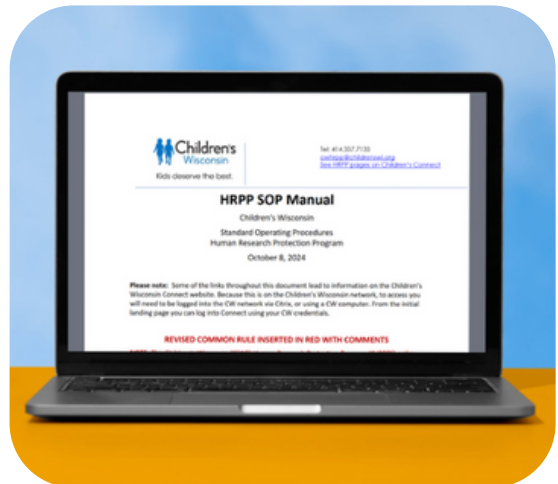 Children's
Wisconsin
Kids deserve the best.
Tel: 414.337.7133
cwhrpp@childrenswi.org
See HRPP pages on Children's Connect
HRPP SOP Manual
Children's Wisconsin
Standard Operating Procedures
Human Research Protection Program
October 8, 2024
Please note: Some of the links throughout this document lead to information on the Children's
Wisconsin Connect website. Because this is on the Children's Wisconsin network, to access you
will need to be logged into the CW network via Citrix, or using a CW computer. From the initial
landing page you can log into Connect using your CW credentials.
REVISED COMMON RULE INSERTED IN RED WITH COMMENTS